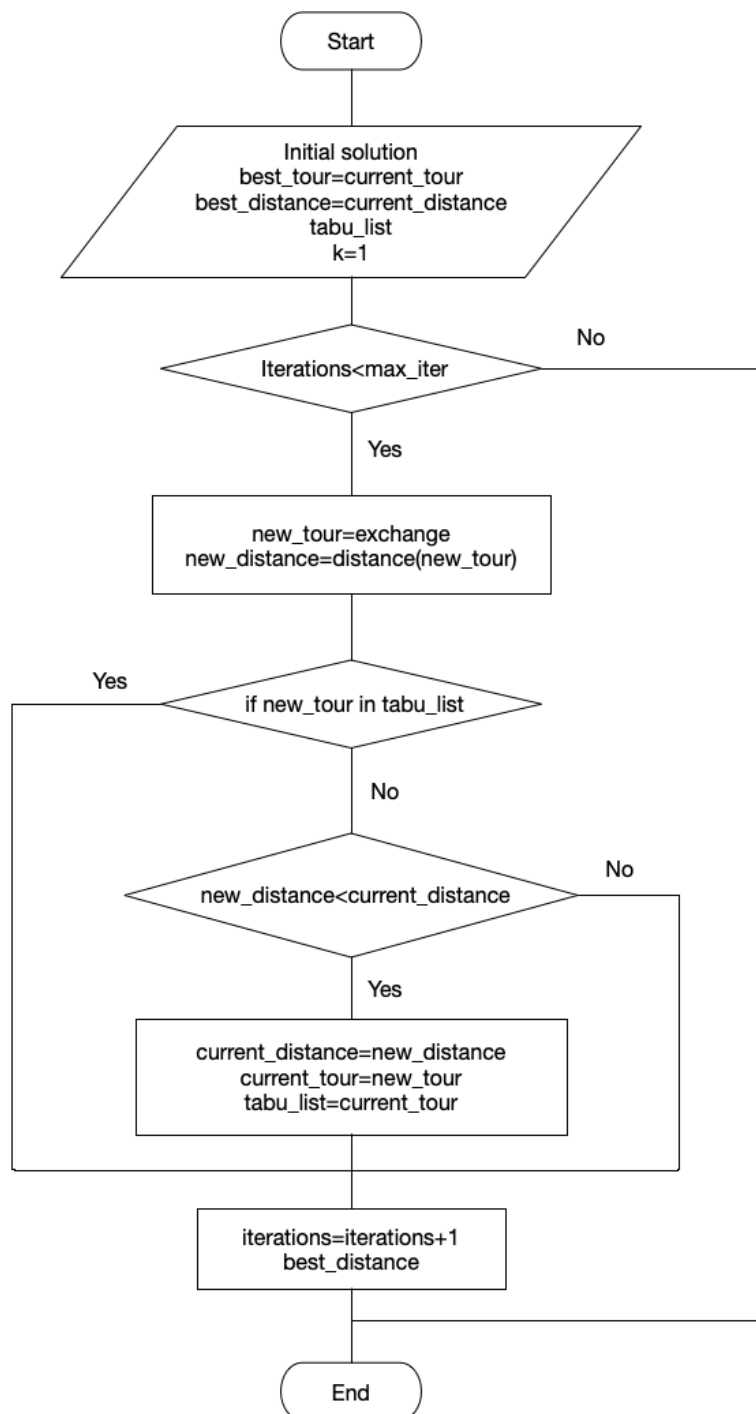 Start
Initial solution
best_tour=current_tour
best_distance=current_distance
tabu_list
k=1
Iterations<max_iter
No
Yes
new_tour=exchange
new_distance=distance(new_tour)
Yes
if new_tour in tabu_list
No
new_distance<current_distance
No
Yes
current_distance=new_distance
current_tour=new_tour
tabu_list=current_tour
iterations=iterations+1
best_distance
End